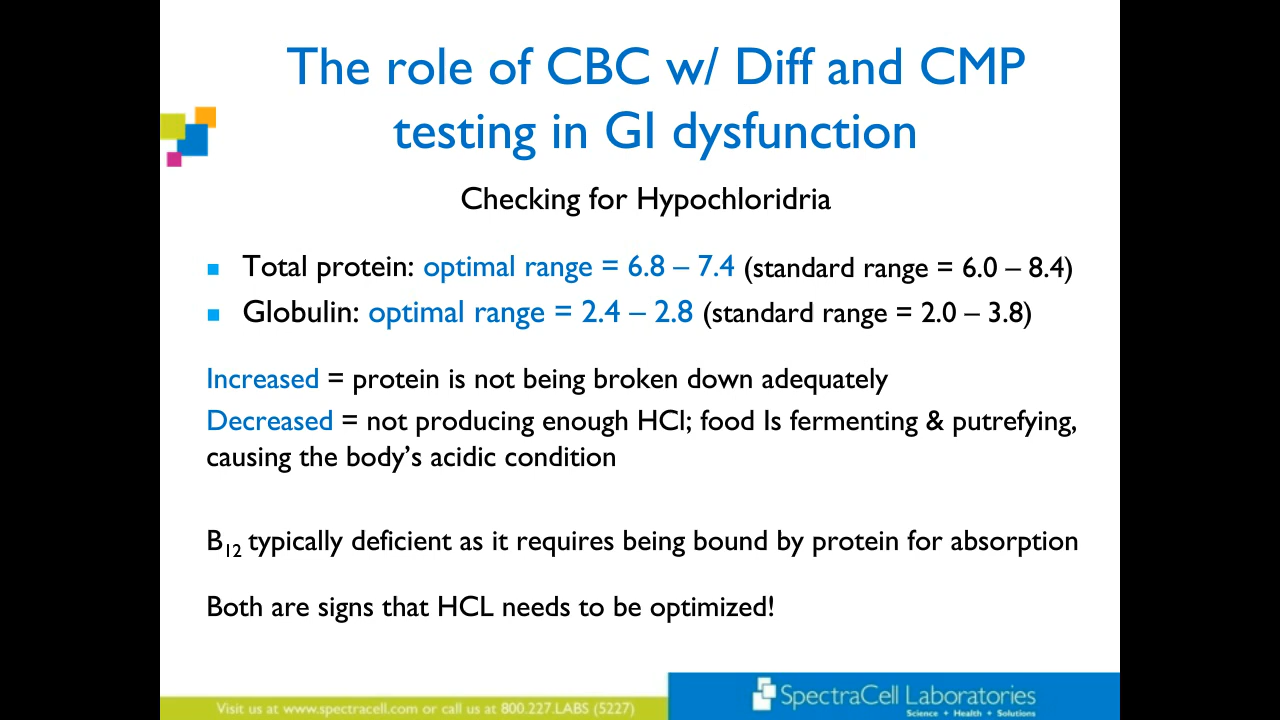 The role of CBC w/ Diff and CMP
testing in GI dysfunction
Checking for Hypochloridria
Total protein: optimal range = 6.8 – 7.4 (standard range = 6.0 – 8.4)
Globulin: optimal range = 2.4 – 2.8 (standard range = 2.0 – 3.8)
Increased = protein is not being broken down adequately
Decreased = not producing enough HCl; food Is fermenting & putrefying,
causing the body's acidic condition
B12 typically deficient as it requires being bound by protein for absorption
Both are signs that HCL needs to be optimized!
Visit us at www.spectracell.com or call us at 800.227.LABS (5227)
SpectraCell Laboratories
Science + Health + Solutions